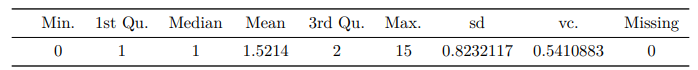 Min. 1st Qu. Median Mean 3rd Qu. Max. sd vc. Missing
0 1 1 1.5214 2 15 0.8232117 0.5410883 0